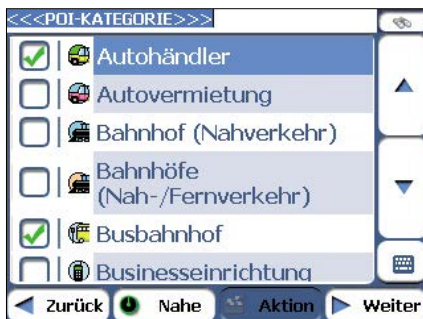 <<<POI-KATEGORIE>>>
Autohändler
Autovermietung
Bahnhof (Nahverkehr)
Bahnhöfe
(Nah-/Fernverkehr)
Busbahnhof
Businesseinrichtung
Zurück Nahe Aktion Weiter